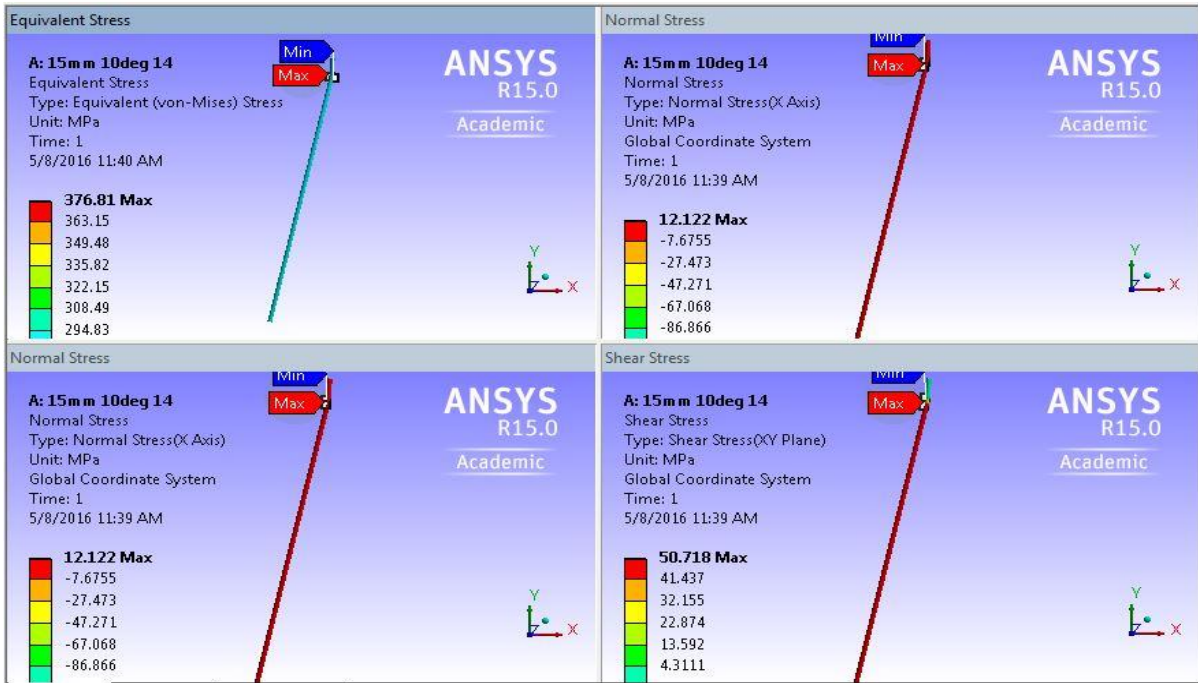 Equivalent Stress
A: 15mm 10deg 14
Equivalent Stress
Type: Equivalent (von-Mises) Stress
Unit: MPa
Time: 1
5/8/2016 11:40 AM
376.81 Max
363.15
349.48
335.82
322.15
308.49
294.83
Min
Max
ANSYS
R15.0
Academic
Y
Z
X
Normal Stress
A: 15mm 10deg 14
Normal Stress
Type: Normal Stress(X Axis)
Unit: MPa
Global Coordinate System
Time: 1
5/8/2016 11:39 AM
12.122 Max
-7.6755
-27.473
-47.271
-67.068
-86.866
Min
Max
ANSYS
R15.0
Academic
Y
Z
X
Normal Stress
A: 15mm 10deg 14
Normal Stress
Type: Normal Stress(X Axis)
Unit: MPa
Global Coordinate System
Time: 1
5/8/2016 11:39 AM
12.122 Max
-7.6755
-27.473
-47.271
-67.068
-86.866
Min
Max
ANSYS
R15.0
Academic
Y
Z
X
Shear Stress
A: 15mm 10deg 14
Shear Stress
Type: Shear Stress(XY Plane)
Unit: MPa
Global Coordinate System
Time: 1
5/8/2016 11:39 AM
50.718 Max
41.437
32.155
22.874
13.592
4.3111
Min
Max
ANSYS
R15.0
Academic
Y
Z
X